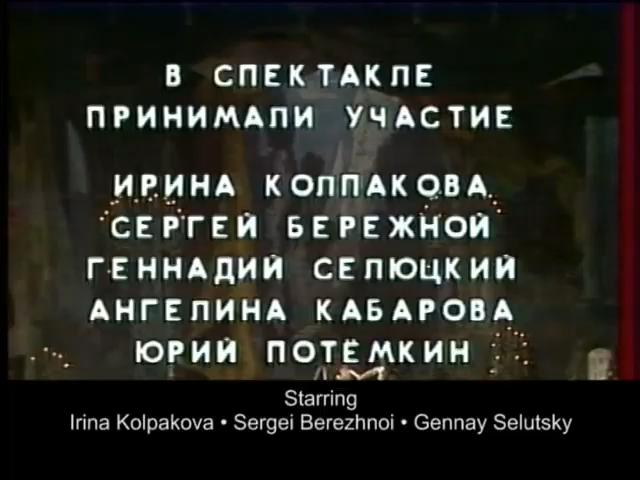 В СПЕКТАКЛЕ
ПРИНИМАЛИ УЧАСТИЕ
ИРИНА КОЛПАКОВА
СЕРГЕЙ БЕРЕЖНОЙ
ГЕННАДИЙ СЕЛЮЦКИЙ
АНГЕЛИНА КАБАРОВА
ЮРИЙ ПОТЁМКИН
Starring
Irina Kolpakova • Sergei Berezhnoi • Gennay Selutsky